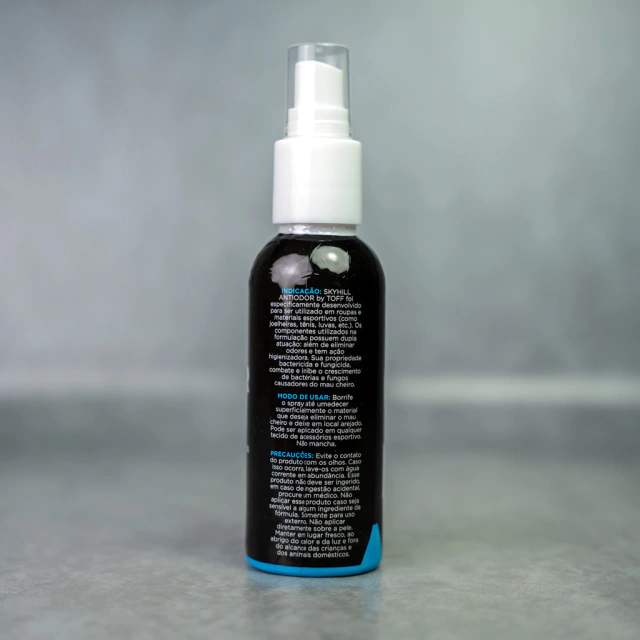 INDICAÇÃO: SKYHILL
ANTIODOR by TOFF foi
especificamente desenvolvido
para ser utilizado em roupas e
materiais esportivos (como
joelheiras, tênis, luvas, etc.). Os
componentes utilizados na
formulação possuem dupla
atuação: além de eliminar
odores e tem ação
higienizadora. Sua propriedade
bactericida e fungicida,
combate e inibe o crescimento
de bactérias e fungos
causadores do mau cheiro.
MODO DE USAR: Borrife
o spray até umedecer
superficialmente o material
que deseja eliminar o mau
cheiro e deixe em local arejado.
Pode ser aplicado em qualquer
tecido de acessórios esportivo.
Não mancha.
PRECAUÇÕES: Evite o contato
do produto com os olhos. Caso
isso ocorra, lave-os com água
corrente em abundância. Esse
produto não deve ser ingerido,
em caso de ingestão acidental,
procure um médico. Não
aplicar esse produto caso seja
sensível a algum ingrediente da
fórmula. Somente para uso
externo. Não aplicar
diretamente sobre a pele.
Manter em lugar fresco, ao
abrigo do calor e da luz e fora
do alcance das crianças e
dos animais domésticos.